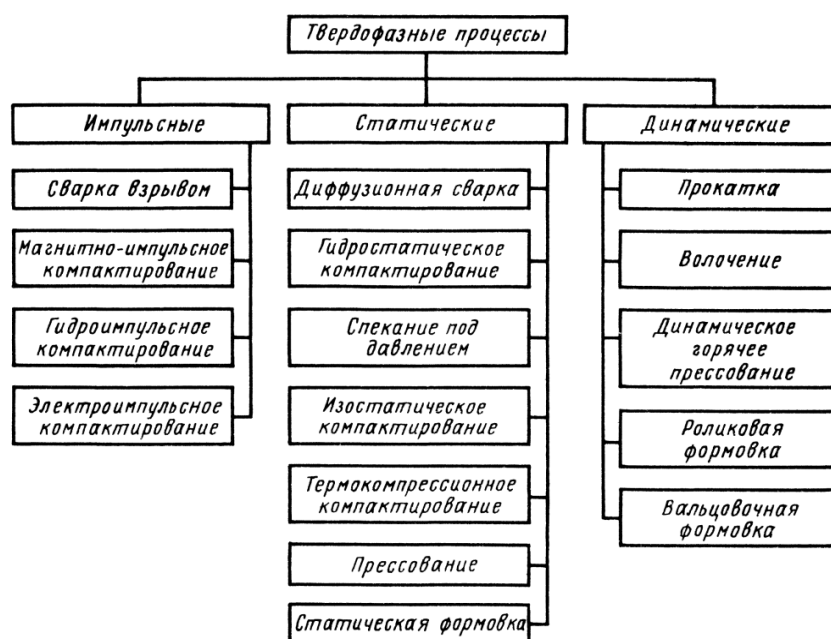 Твердофазные процессы
Импульсные
Сварка взрывом
Магнитно-импульсное
компактирование
Гидроимпульсное
компактирование
Электроимпульсное
компактирование
Статические
Диффузионная сварка
Гидростатическое
компактирование
Спекание под
давлением
Изостатическое
компактирование
Термокомпрессионное
компактирование
Прессование
Статическая формовка
Динамические
Прокатка
Волочение
Динамическое
горячее
прессование
Роликовая
формовка
Вальцовочная
формовка